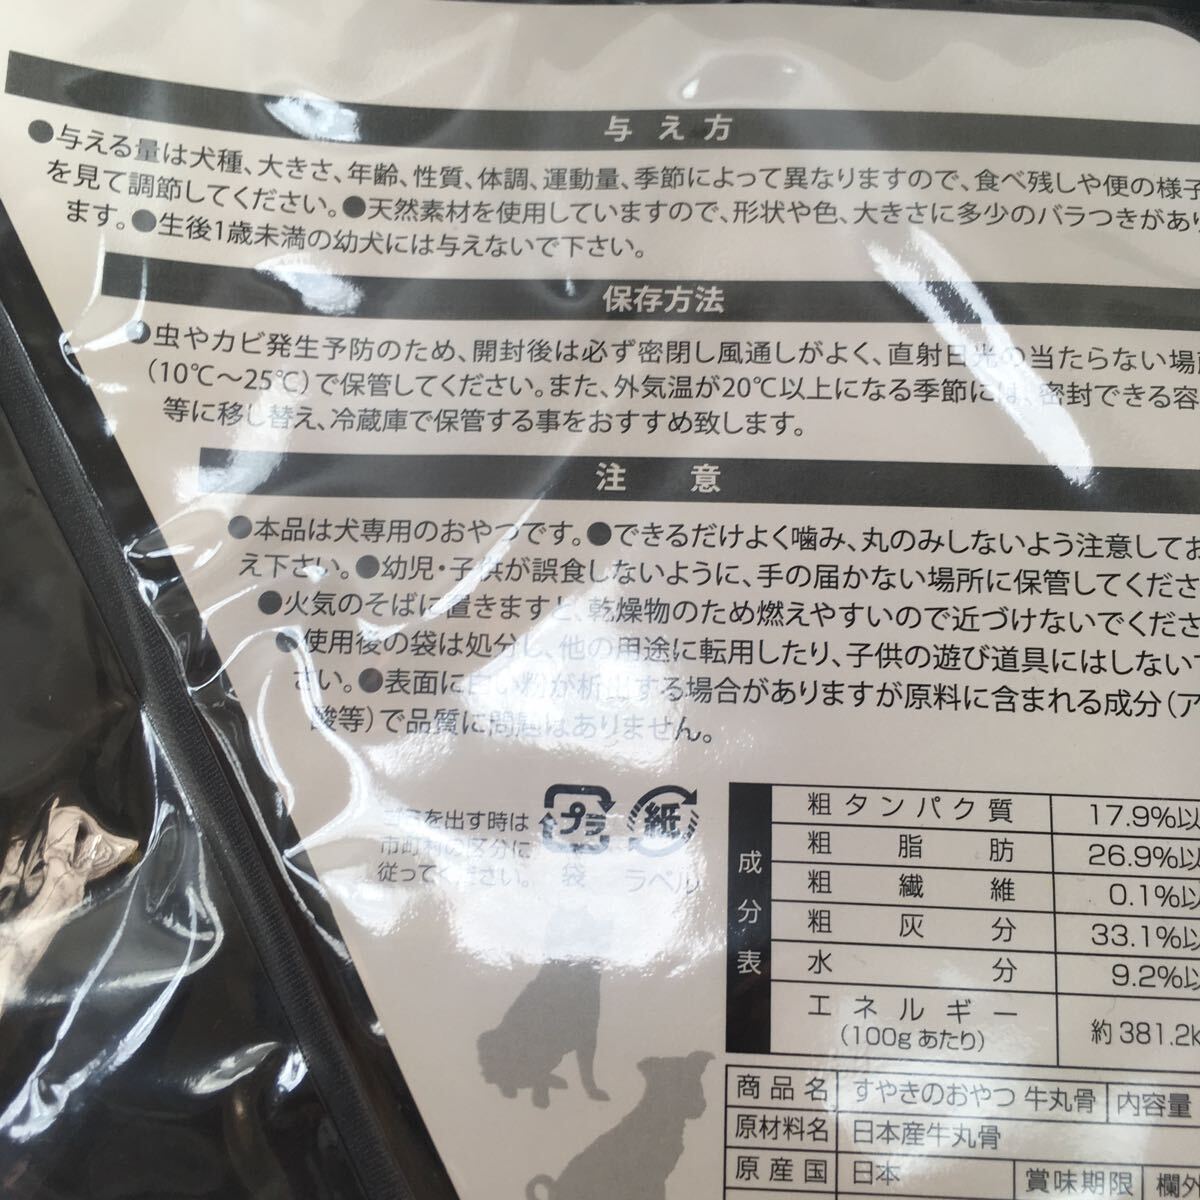 与え方
●与える量は犬種、大きさ、年齢、性質、体調、運動量、季節によって異なりますので、食べ残しや便の様子
を見て調節してください。●天然素材を使用していますので、形状や色、大きさに多少のバラつきがあり
ます。●生後1歳未満の幼犬には与えないで下さい。
保存方法
●虫やカビ発生予防のため、開封後は必ず密閉し風通しがよく、直射日光の当たらない場所
(10℃〜25℃)で保管してください。また、外気温が20℃以上になる季節には、密封できる容
等に移し替え、冷蔵庫で保管する事をおすすめ致します。
注意
●本品は犬専用のおやつです。●できるだけよく噛み、丸のみしないよう注意してお
え下さい。●幼児・子供が誤食しないように、手の届かない場所に保管してくださ
●火気のそばに置きますと、乾燥物のため燃えやすいので近づけないでくださ
●使用後の袋は処分し、他の用途に転用したり、子供の遊び道具にはしないで
さい。●表面に白い粉が析出する場合がありますが原料に含まれる成分(ア
酸等)で品質に問題はありません。
ゴミを出す時は
市町村の区分に
従ってください。
プラ
袋
紙
ラベル
成分表
粗タンパク質 17.9%以
粗脂肪 26.9%以
粗繊維 0.1%以
粗灰分 33.1%以
水分 9.2%以
エネルギー
(100gあたり) 約381.2K
商品名 すやきのおやつ 牛丸骨 内容量
原材料名 日本産牛丸骨
原産国 日本 賞味期限 欄外